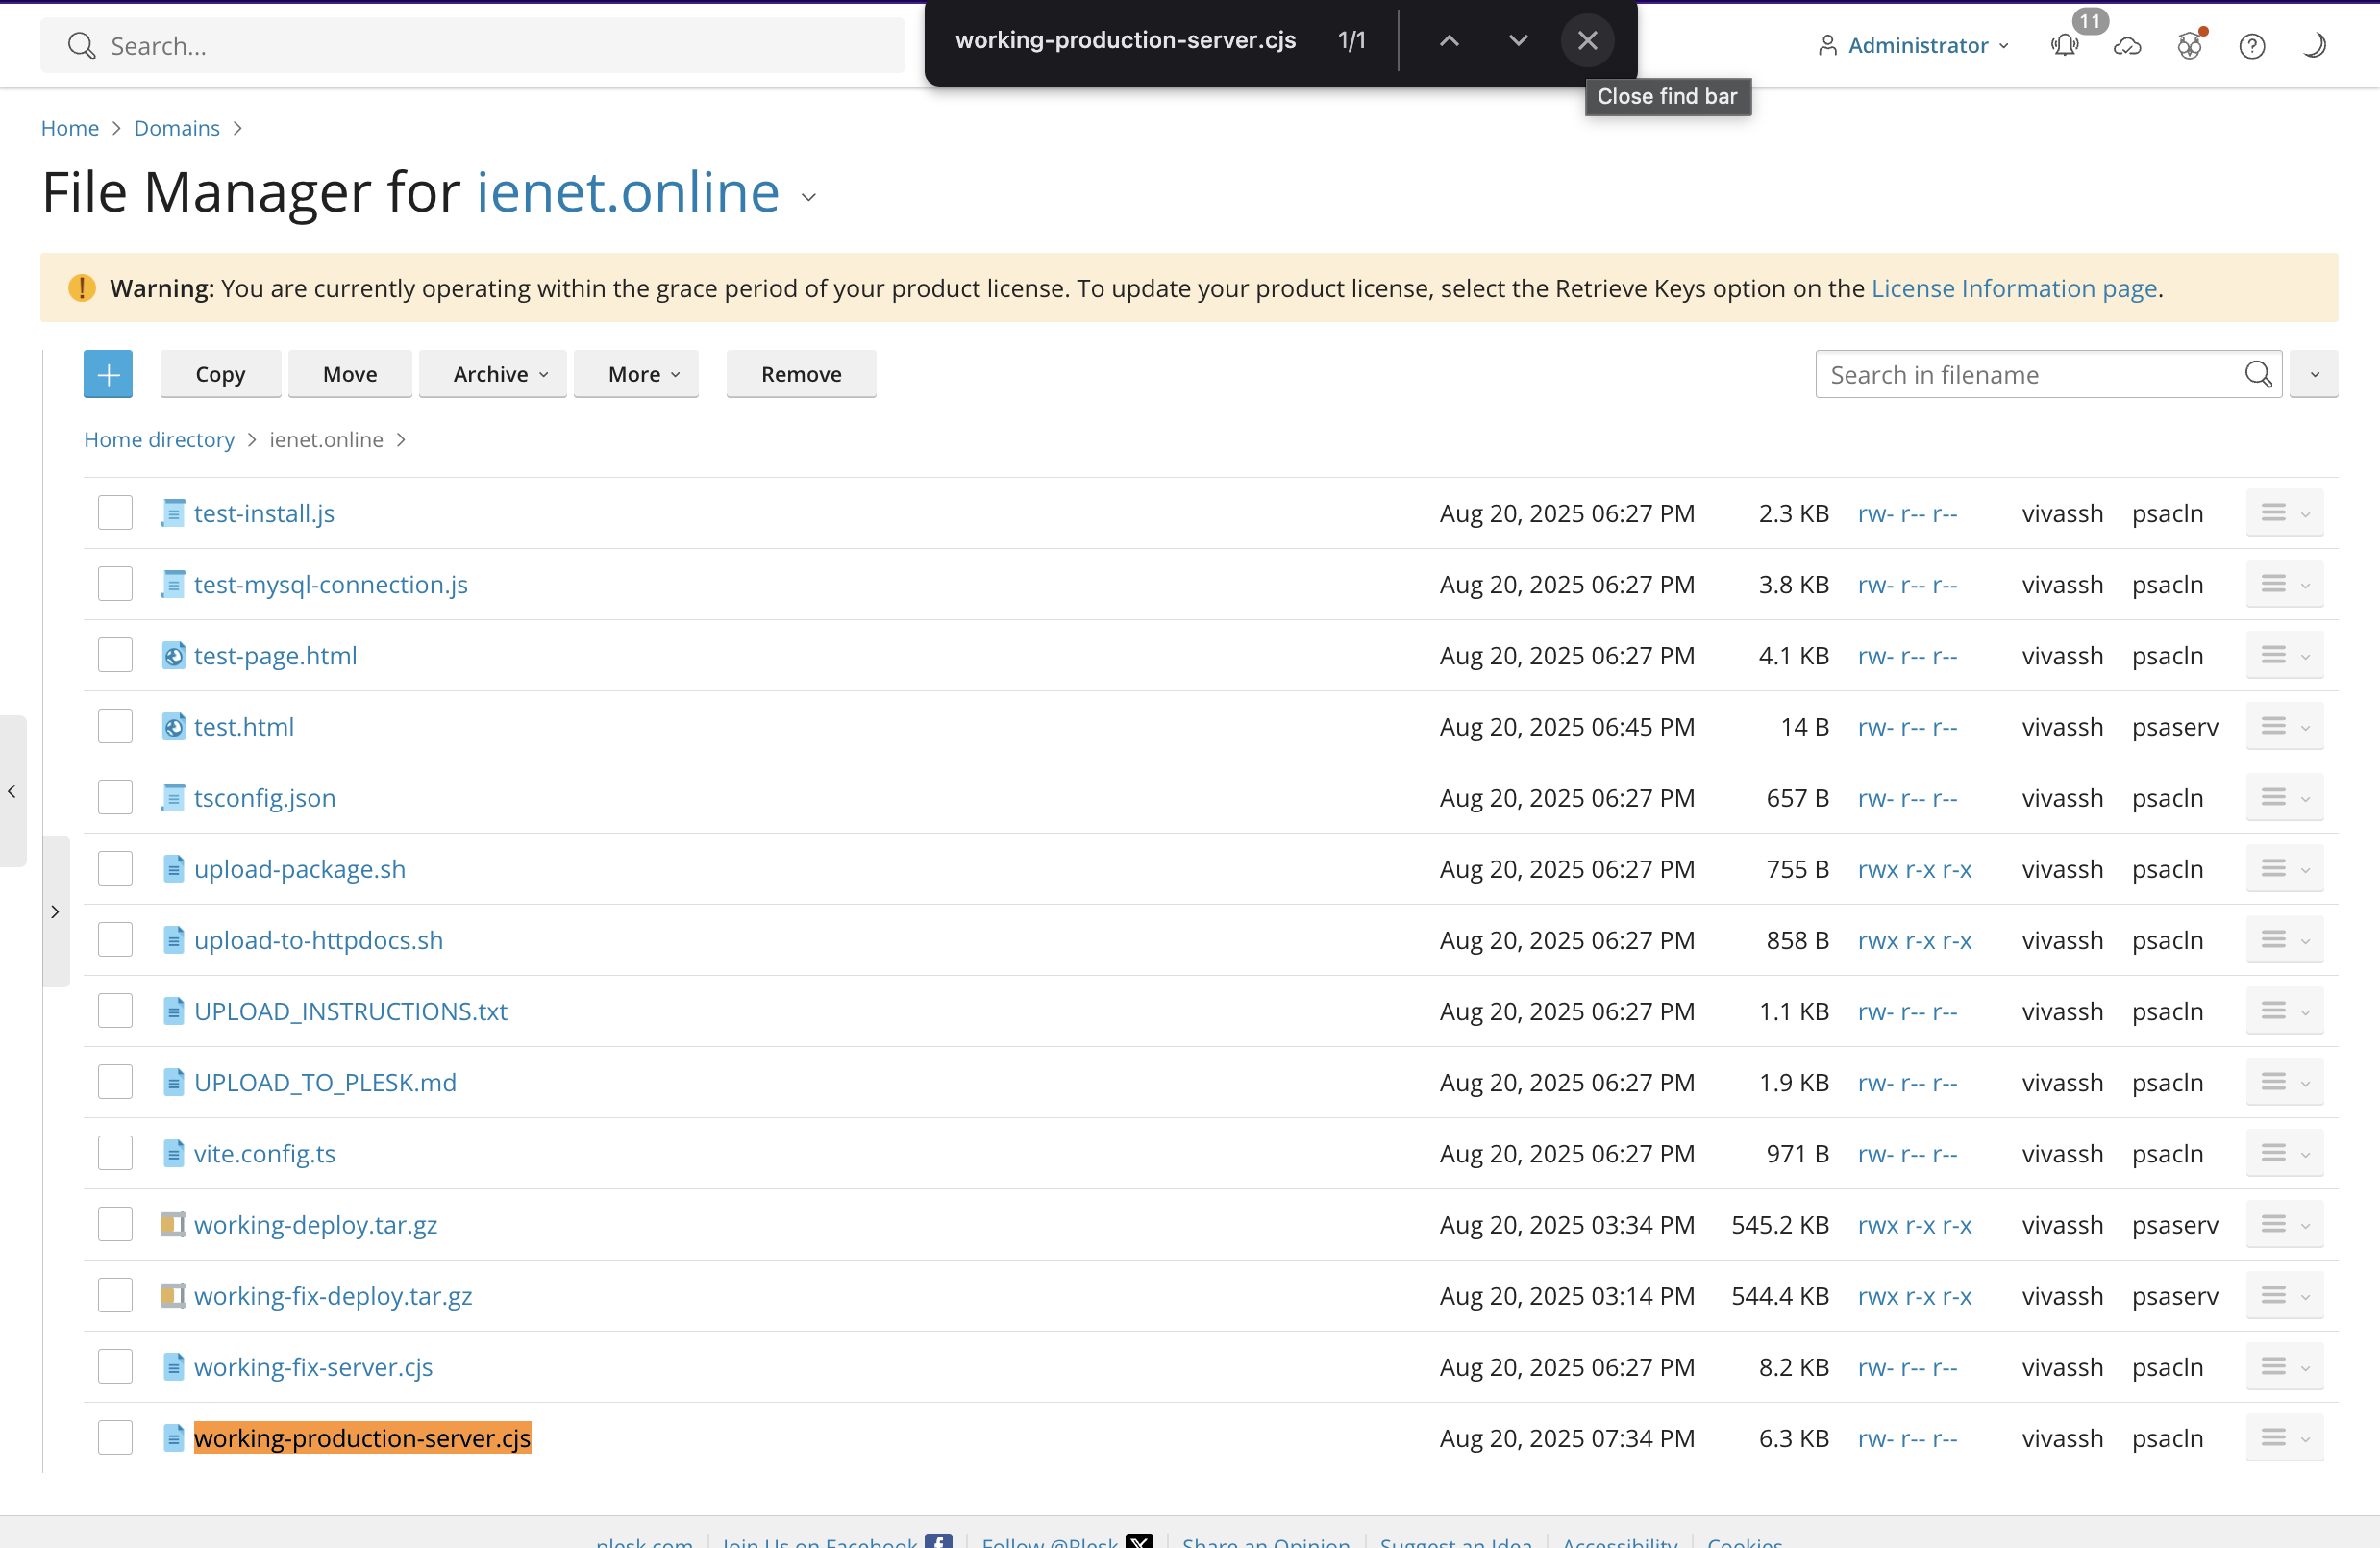 Search...
working-production-server.cjs 1/1
Administrator
11
Close find bar
Home > Domains >
File Manager for ienet.online
Warning: You are currently operating within the grace period of your product license. To update your product license, select the Retrieve Keys option on the License Information page.
Copy Move Archive More Remove
Search in filename
Home directory > ienet.online >
test-install.js Aug 20, 2025 06:27 PM 2.3 KB rw- r-- r-- vivassh psacln
test-mysql-connection.js Aug 20, 2025 06:27 PM 3.8 KB rw- r-- r-- vivassh psacln
test-page.html Aug 20, 2025 06:27 PM 4.1 KB rw- r-- r-- vivassh psacln
test.html Aug 20, 2025 06:45 PM 14 B rw- r-- r-- vivassh psaserv
tsconfig.json Aug 20, 2025 06:27 PM 657 B rw- r-- r-- vivassh psacln
upload-package.sh Aug 20, 2025 06:27 PM 755 B rwx r-x r-x vivassh psacln
upload-to-httpdocs.sh Aug 20, 2025 06:27 PM 858 B rwx r-x r-x vivassh psacln
UPLOAD_INSTRUCTIONS.txt Aug 20, 2025 06:27 PM 1.1 KB rw- r-- r-- vivassh psacln
UPLOAD_TO_PLESK.md Aug 20, 2025 06:27 PM 1.9 KB rw- r-- r-- vivassh psacln
vite.config.ts Aug 20, 2025 06:27 PM 971 B rw- r-- r-- vivassh psacln
working-deploy.tar.gz Aug 20, 2025 03:34 PM 545.2 KB rwx r-x r-x vivassh psaserv
working-fix-deploy.tar.gz Aug 20, 2025 03:14 PM 544.4 KB rwx r-x r-x vivassh psaserv
working-fix-server.cjs Aug 20, 2025 06:27 PM 8.2 KB rw- r-- r-- vivassh psacln
working-production-server.cjs Aug 20, 2025 07:34 PM 6.3 KB rw- r-- r-- vivassh psacln
plesk.com Join Us on Facebook Follow @Plesk Share an Opinion Suggest an Idea Accessibility Cookies